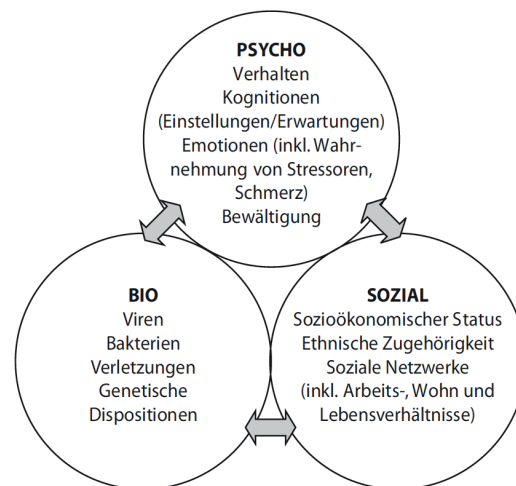 PSYCHO
Verhalten
Kognitionen
(Einstellungen/Erwartungen)
Emotionen (inkl. Wahr-
nehmung von Stressoren,
Schmerz)
Bewältigung
BIO
Viren
Bakterien
Verletzungen
Genetische
Dispositionen
SOZIAL
Sozioökonomischer Status
Ethnische Zugehörigkeit
Soziale Netzwerke
(inkl. Arbeits-, Wohn und
Lebensverhältnisse)